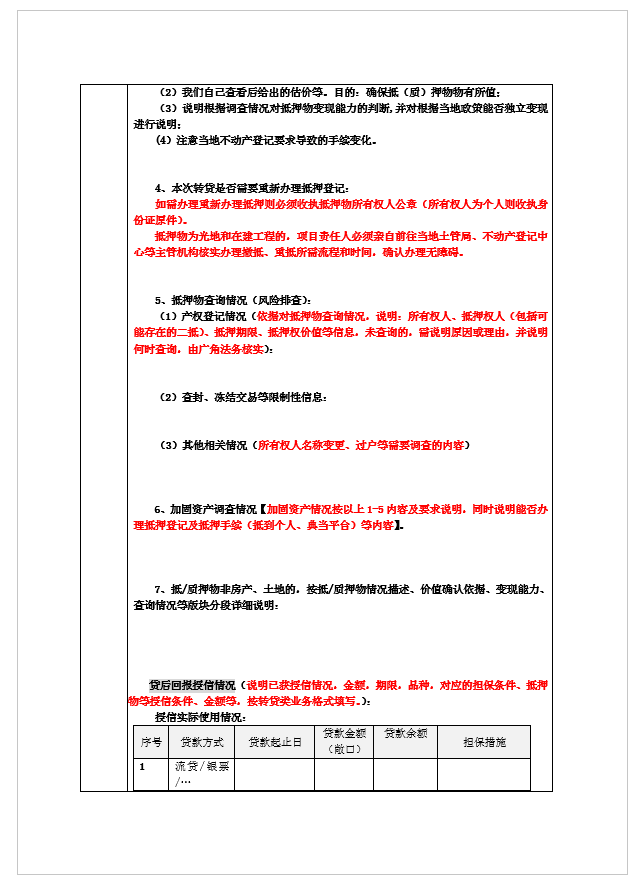 （2）我们自己查看后给出的估价等。目的：确保抵（质）押物物有所值；
（3）说明根据调查情况对抵押物变现能力的判断,并对根据当地政策能否独立变现
进行说明；
(4）注意当地不动产登记要求导致的手续变化。
4、本次转贷是否需要重新办理抵押登记：
如需办理重新办理抵押则必须收执抵押物所有权人公章（所有权人为个人则收执身
份证原件）。
抵押物为光地和在建工程的，项目责任人必须亲自前往当地土管局、不动产登记中
心等主管机构核实办理撤抵、重抵所需流程和时间，确认办理无障碍。
5、抵押物查询情况（风险排查）：
（1）产权登记情况（依据对抵押物查询情况，说明：所有权人、抵押权人（包括可
能存在的二抵）、抵押期限、抵押权价值等信息，未查询的，需说明原因或理由，并说明
何时查询，由广角法务核实）：
（2）查封、冻结交易等限制性信息：
（3）其他相关情况（所有权人名称变更、过户等需要调查的内容）
6、加固资产调查情况【加固资产情况按以上1-5内容及要求说明，同时说明能否办
理抵押登记及抵押手续（抵到个人、典当平台）等内容】。
7、抵/质押物非房产、土地的，按抵/质押物情况描述、价值确认依据、变现能力、
查询情况等版块分段详细说明：
贷后回报授信情况（说明已获授信情况，金额，期限，品种，对应的担保条件、抵押
物等授信条件、金额等，按转贷类业务格式填写。）：
授信实际使用情况：
序号 贷款方式 贷款起止日 贷款金额 贷款余额 担保措施
（敞口）
1 流贷/银票
/…